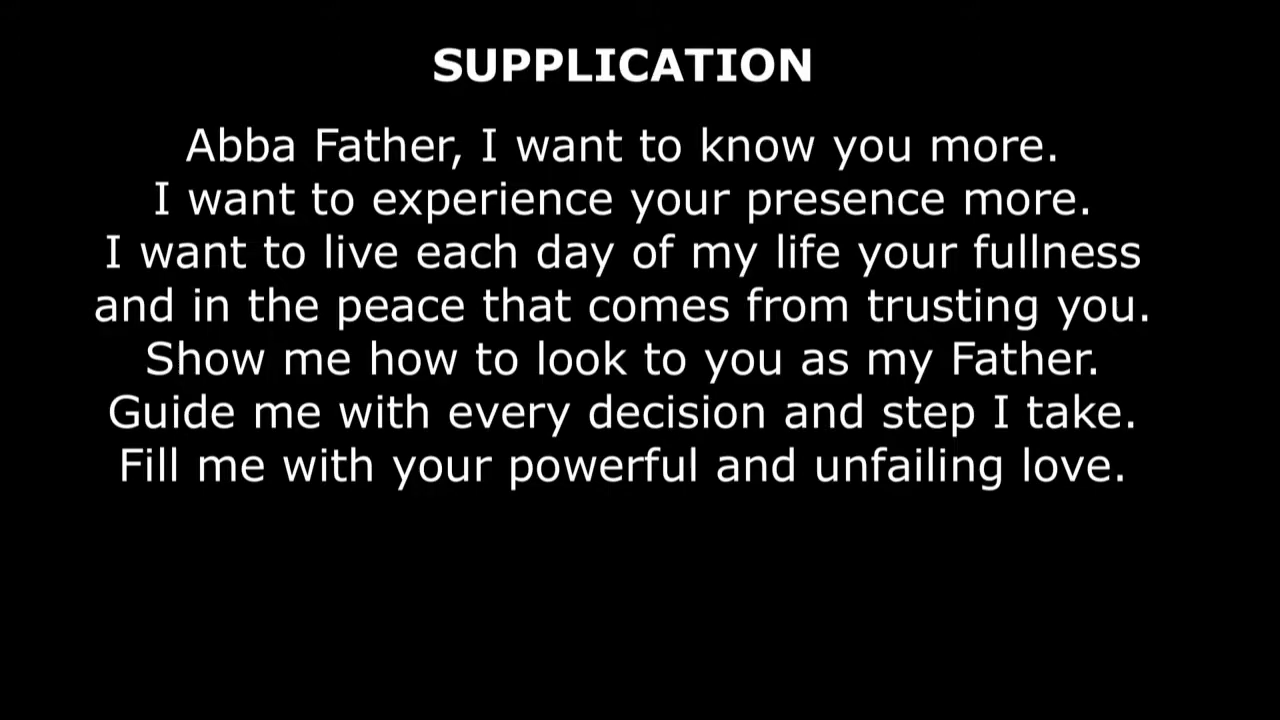 SUPPLICATION
Abba Father, I want to know you more.
I want to experience your presence more.
I want to live each day of my life your fullness
and in the peace that comes from trusting you.
Show me how to look to you as my Father.
Guide me with every decision and step I take.
Fill me with your powerful and unfailing love.